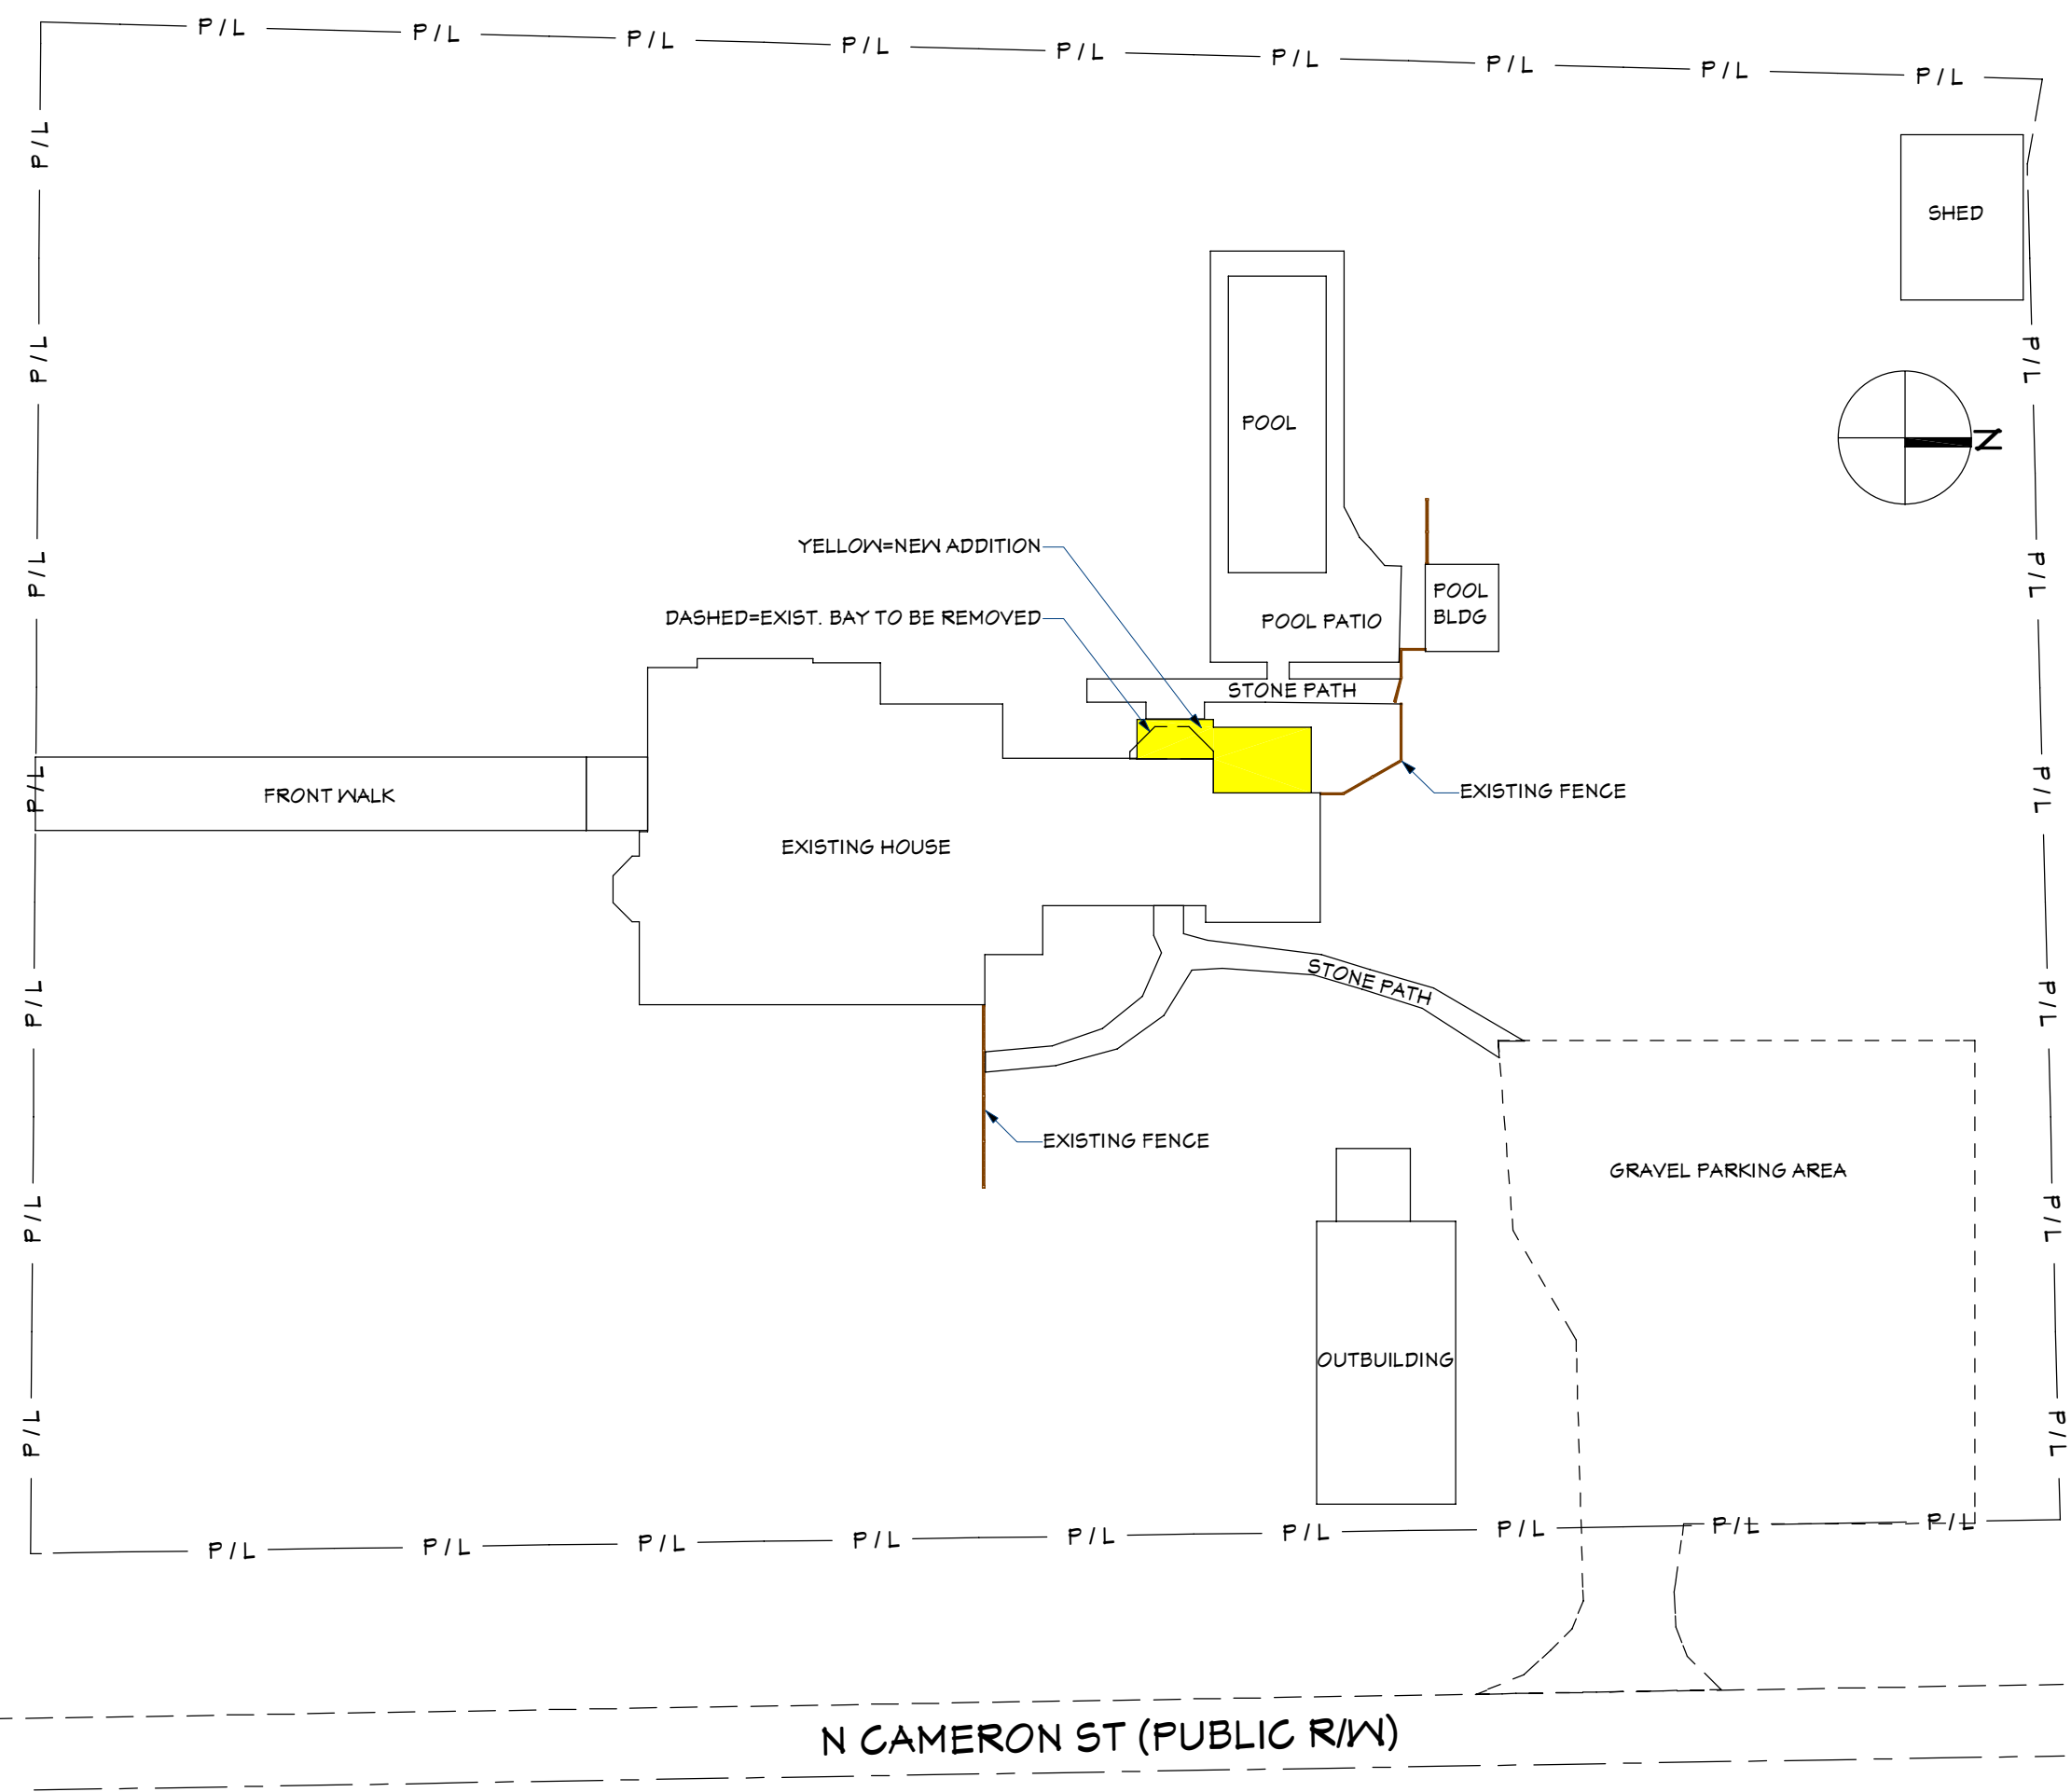 P/L
P/L
P/L
P/L
P/L
P/L
P/L
P/L
P/L
P/L
SHED
P/L
P/L
POOL
N
YELLOW=NEW ADDITION
P/L
P/L
POOL
BLDG
DASHED=EXIST. BAY TO BE REMOVED
POOL PATIO
STONE PATH
P/L
P/L
FRONT WALK
EXISTING FENCE
EXISTING HOUSE
STONE PATH
P/L
P/L
EXISTING FENCE
GRAVEL PARKING AREA
P/L
P/L
OUTBUILDING
P/L
P/L
P/L
P/L
P/L
P/L
P/L
P/L
P/L
P/L
P/L
N CAMERON ST (PUBLIC R/W)